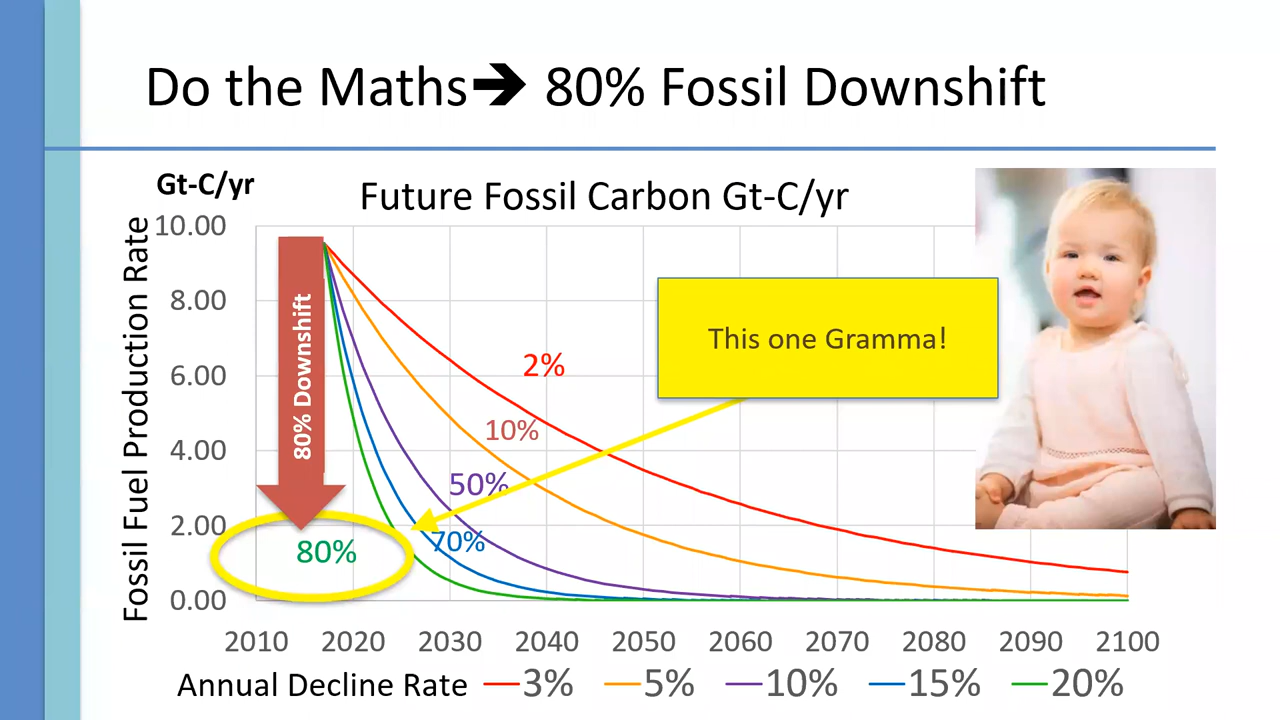 Do the Maths➔ 80% Fossil Downshift
Gt-C/yr
Future Fossil Carbon Gt-C/yr
Fossil Fuel Production Rate
10.00
8.00
6.00
4.00
2.00
0.00
80% Downshift
This one Gramma!
2%
10%
50%
70%
80%
2010 2020 2030 2040 2050 2060 2070 2080 2090 2100
Annual Decline Rate 3% 5% 10% 15% 20%